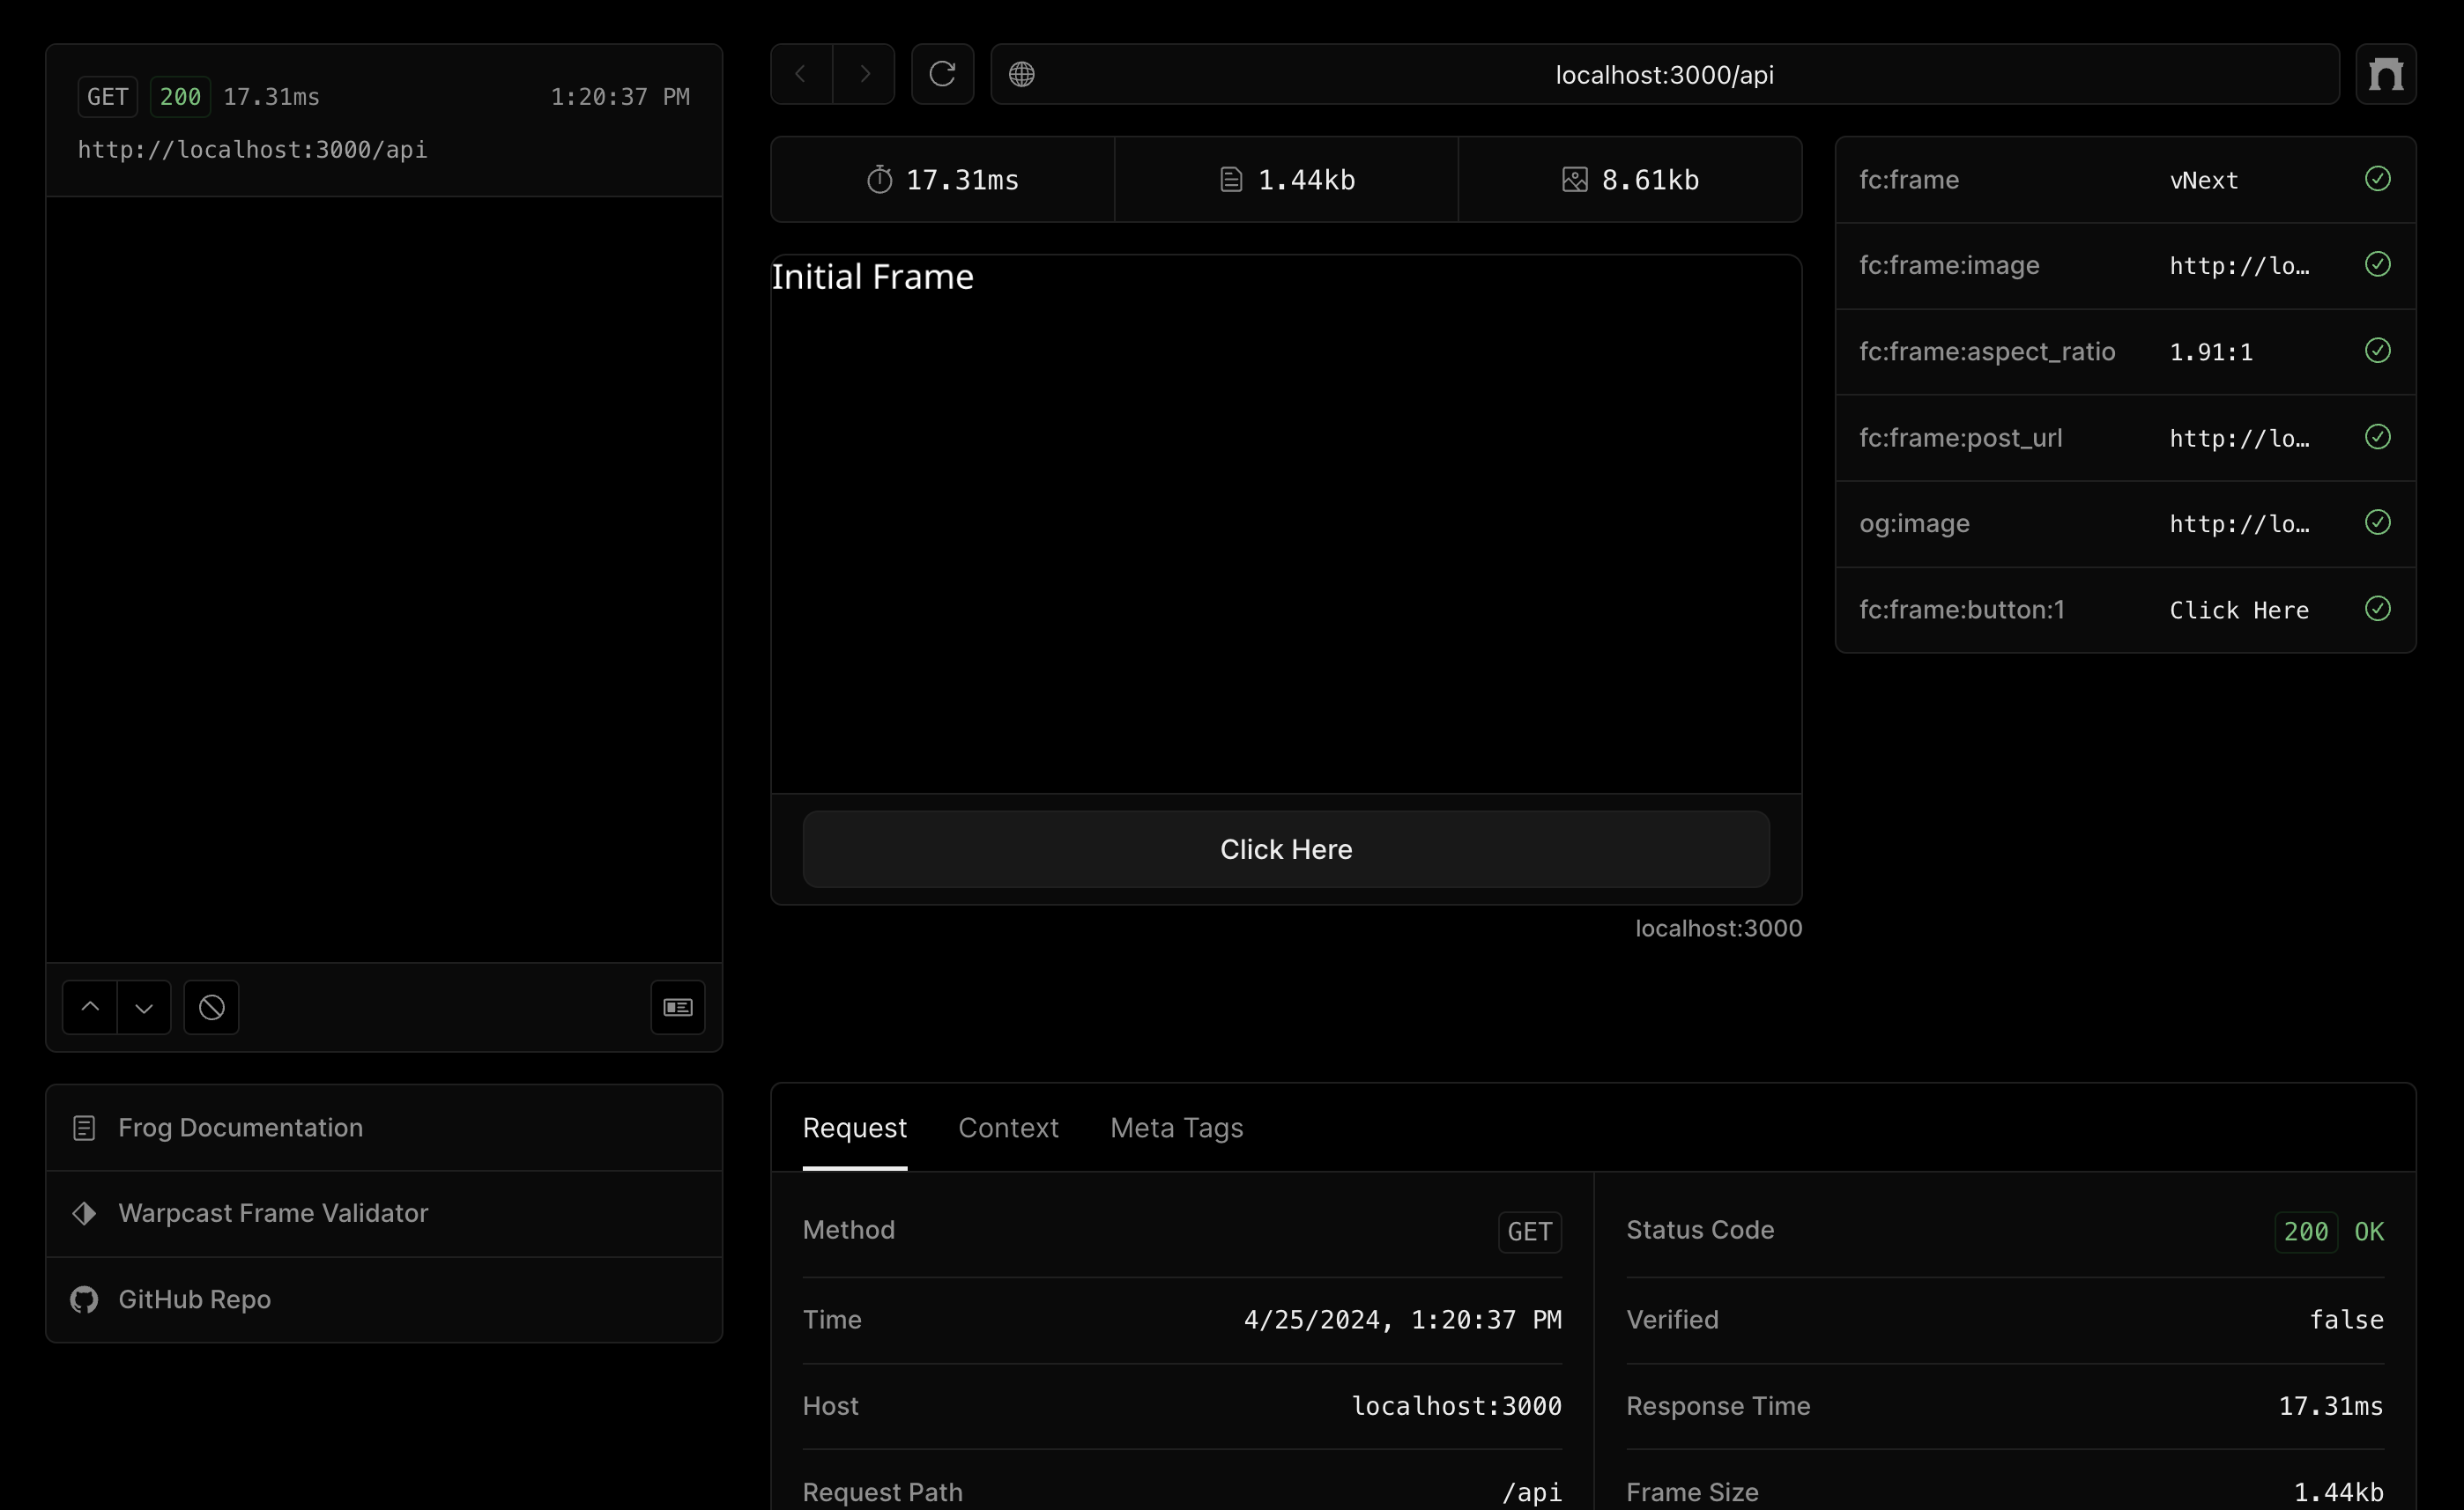 GET 200 17.31ms 1:20:37 PM
http://localhost:3000/api
Frog Documentation
Warpcast Frame Validator
GitHub Repo
localhost:3000/api
17.31ms 1.44kb 8.61kb
Initial Frame
Click Here
localhost:3000
fc:frame vNext
fc:frame:image http://lo…
fc:frame:aspect_ratio 1.91:1
fc:frame:post_url http://lo…
og:image http://lo…
fc:frame:button:1 Click Here
Request Context Meta Tags
Method GET
Time 4/25/2024, 1:20:37 PM
Host localhost:3000
Request Path /api
Status Code 200 OK
Verified false
Response Time 17.31ms
Frame Size 1.44kb